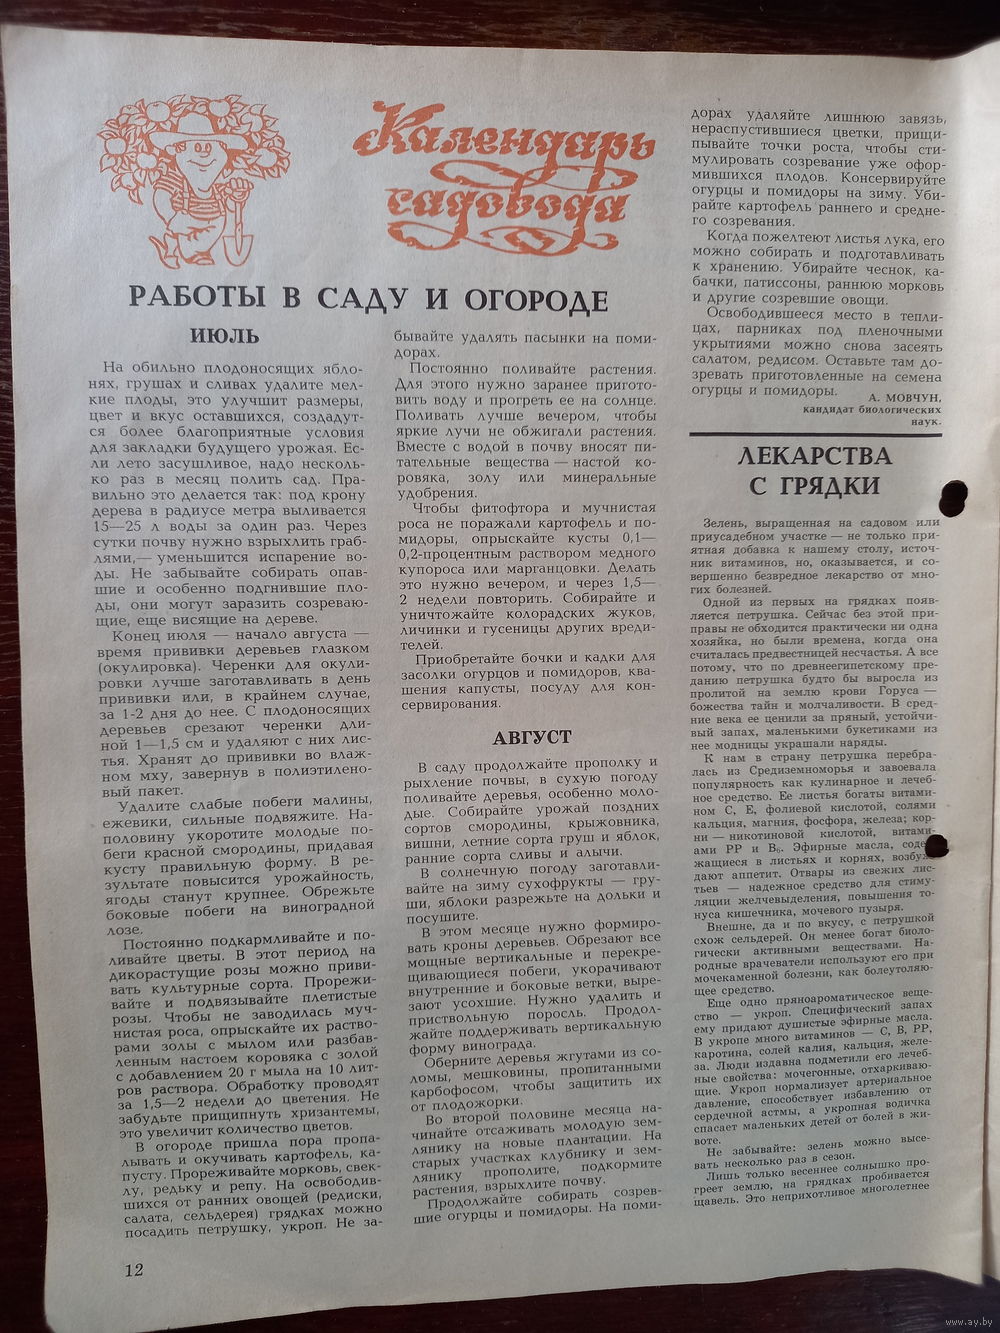 Календарь
садовода
РАБОТЫ В САДУ И ОГОРОДЕ
ИЮЛЬ
На обильно плодоносящих ябло-
нях, грушах и сливах удалите мел-
кие плоды, это улучшит размеры,
цвет и вкус оставшихся, создадут-
ся более благоприятные условия
для закладки будущего урожая. Ес-
ли лето засушливое, надо несколь-
ко раз в месяц полить сад. Пра-
вильно это делается так: под крону
дерева в радиусе метра выливается
15—25 л воды за один раз. Через
сутки почву нужно взрыхлить граб-
лями,— уменьшится испарение во-
ды. Не забывайте собирать опав-
шие и особенно подгнившие пло-
ды, они могут заразить созреваю-
щие, еще висящие на дереве.
Конец июля — начало августа —
время прививки деревьев глазком
(окулировка). Черенки для окули-
ровки лучше заготавливать в день
прививки или, в крайнем случае,
за 1-2 дня до нее. С плодоносящих
деревьев срезают черенки дли-
ной 1—1,5 см и удаляют с них лис-
тья. Хранят до прививки во влаж-
ном мху, завернув в полиэтилено-
вый пакет.
Удалите слабые побеги малины,
ежевики, сильные подвяжите. На-
половину укоротите молодые по-
беги красной смородины, придавая
кусту правильную форму. В ре-
зультате повысится урожайность,
ягоды станут крупнее. Обрежьте
боковые побеги на виноградной
лозе.
Постоянно подкармливайте и по-
ливайте цветы. В этот период на
дикорастущие розы можно приви-
вать культурные сорта. Прорежи-
вайте и подвязывайте плетистые
розы. Чтобы не заводилась муч-
нистая роса, опрыскайте их раство-
рами золы с мылом или разбав-
ленным настоем коровяка с золой
с добавлением 20 г мыла на 10 лит-
ров раствора. Обработку проводят
за 1,5—2 недели до цветения. Не
забудьте прищипнуть хризантемы,
это увеличит количество цветов.
В огороде пришла пора пропа-
лывать и окучивать картофель, ка-
пусту. Прореживайте морковь, свек-
лу, редьку и репу. На освободив-
шихся от ранних овощей (редиски,
салата, сельдерея) грядках можно
посадить петрушку, укроп. Не за-
бывайте удалять пасынки на поми-
дорах.
Постоянно поливайте растения.
Для этого нужно заранее пригото-
вить воду и прогреть ее на солнце.
Поливать лучше вечером, чтобы
яркие лучи не обжигали растения.
Вместе с водой в почву вносят пи-
тательные вещества — настой ко-
ровяка, золу или минеральные
удобрения.
Чтобы фитофтора и мучнистая
роса не поражали картофель и по-
мидоры, опрыскайте кусты 0,1—
0,2-процентным раствором медного
купороса или марганцовки. Делать
это нужно вечером, и через 1,5—
2 недели повторить. Собирайте и
уничтожайте колорадских жуков,
личинки и гусеницы других вреди-
телей.
Приобретайте бочки и кадки для
засолки огурцов и помидоров, ква-
шения капусты, посуду для кон-
сервирования.
АВГУСТ
В саду продолжайте прополку и
рыхление почвы, в сухую погоду
поливайте деревья, особенно моло-
дые. Собирайте урожай поздних
сортов смородины, крыжовника,
вишни, летние сорта груш и яблок,
ранние сорта сливы и алычи.
В солнечную погоду заготавли-
вайте на зиму сухофрукты — гру-
ши, яблоки разрежьте на дольки и
посушите.
В этом месяце нужно формиро-
вать кроны деревьев. Обрезают все
мощные вертикальные и перекре-
щивающиеся побеги, укорачивают
внутренние и боковые ветки, выре-
зают усохшие. Нужно удалить и
приствольную поросль. Продол-
жайте поддерживать вертикальную
форму винограда.
Оберните деревья жгутами из со-
ломы, мешковины, пропитанными
карбофосом, чтобы защитить их
от плодожорки.
Во второй половине месяца на-
чинайте отсаживать молодую зем-
лянику на новые плантации. На
старых участках клубнику и зем-
лянику прополите, подкормите
растения, взрыхлите почву.
Продолжайте собирать созрев-
шие огурцы и помидоры. На поми-
дорах удаляйте лишнюю завязь,
нераспустившиеся цветки, прищи-
пывайте точки роста, чтобы сти-
мулировать созревание уже офор-
мившихся плодов. Консервируйте
огурцы и помидоры на зиму. Уби-
райте картофель раннего и средне-
го созревания.
Когда пожелтеют листья лука, его
можно собирать и подготавливать
к хранению. Убирайте чеснок, ка-
бачки, патиссоны, раннюю морковь
и другие созревшие овощи.
Освободившееся место в тепли-
цах, парниках под пленочными
укрытиями можно снова засеять
салатом, редисом. Оставьте там до-
зревать приготовленные на семена
огурцы и помидоры.
А. МОВЧУН,
кандидат биологических
наук.
ЛЕКАРСТВА
С ГРЯДКИ
Зелень, выращенная на садовом или
приусадебном участке — не только при-
ятная добавка к нашему столу, источ-
ник витаминов, но, оказывается, и со-
вершенно безвредное лекарство от мно-
гих болезней.
Одной из первых на грядках появ-
ляется петрушка. Сейчас без этой при-
правы не обходится практически ни одна
хозяйка, но были времена, когда она
считалась предвестницей несчастья. А все
потому, что по древнеегипетскому пре-
данию петрушка будто бы выросла из
пролитой на землю крови Горуса —
божества тайн и молчаливости. В сред-
ние века ее ценили за пряный, устойчи-
вый запах, маленькими букетиками из
нее модницы украшали наряды.
К нам в страну петрушка перебра-
лась из Средиземноморья и завоевала
популярность как кулинарное и лечеб-
ное средство. Ее листья богаты витами-
ном С, Е, фолиевой кислотой, солями
кальция, магния, фосфора, железа; кор-
ни — никотиновой кислотой, витами-
ами РР и В₆. Эфирные масла, соде
жащиеся в листьях и корнях, возбуж-
дают аппетит. Отвары из свежих лис-
тьев — надежное средство для стиму-
ляции желчевыделения, повышения то-
нуса кишечника, мочевого пузыря.
Внешне, да и по вкусу, с петрушкой
схож сельдерей. Он менее богат биоло-
гически активными веществами. На-
родные врачеватели используют его при
мочекаменной болезни, как болеутоляю-
щее средство.
Еще одно пряноароматическое веще-
ство — укроп. Специфический запах
ему придают душистые эфирные масла.
В укропе много витаминов — С, В, РР,
каротина, солей калия, кальция, желе-
за. Люди издавна подметили его лечеб-
ные свойства: мочегонные, отхаркиваю-
щие. Укроп нормализует артериальное
давление, способствует избавлению от
сердечной астмы, а укропная водичка
спасает маленьких детей от болей в жи-
воте.
Не забывайте: зелень можно высе-
вать несколько раз в сезон.
Лишь только весеннее солнышко про-
греет землю, на грядках пробивается
щавель. Это неприхотливое многолетнее
12
www.ay.by